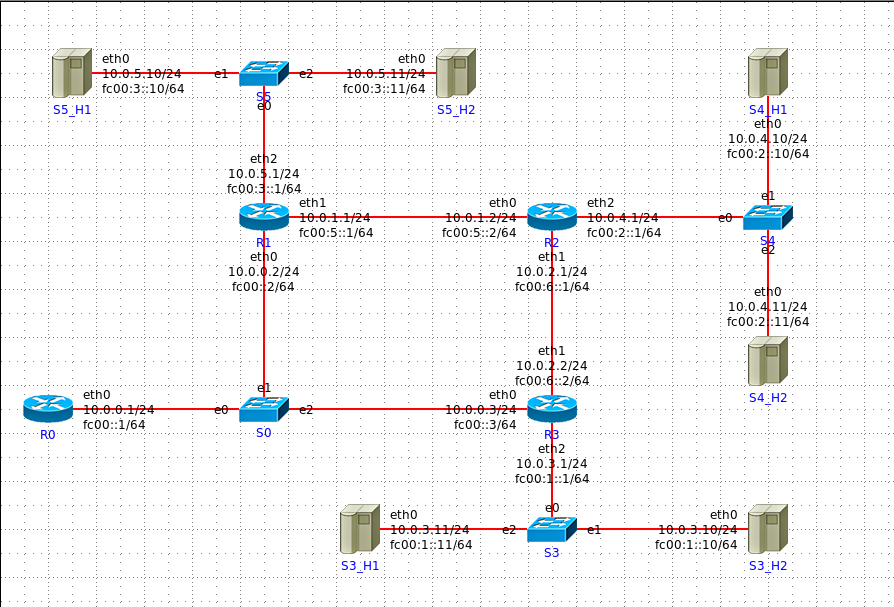 eth0
10.0.5.10/24
fc00:3::10/64
S5_H1
e1
S5
e0
e2
eth0
10.0.5.11/24
fc00:3::11/64
S5_H2
S4_H1
eth0
10.0.4.10/24
fc00:2::10/64
e1
eth2
10.0.5.1/24
fc00:3::1/64
R1
eth1
10.0.1.1/24
fc00:5::1/64
eth0
10.0.1.2/24
fc00:5::2/64
R2
eth2
10.0.4.1/24
fc00:2::1/64
e0
S4
e2
eth0
10.0.0.2/24
fc00::2/64
eth1
10.0.2.1/24
fc00:6::1/64
eth0
10.0.4.11/24
fc00:2::11/64
S4_H2
eth1
10.0.2.2/24
fc00:6::2/64
R0
eth0
10.0.0.1/24
fc00::1/64
e0
e1
S0
e2
eth0
10.0.0.3/24
fc00::3/64
R3
eth2
10.0.3.1/24
fc00:1::1/64
e0
S3_H1
eth0
10.0.3.11/24
fc00:1::11/64
e2
S3
e1
eth0
10.0.3.10/24
fc00:1::10/64
S3_H2